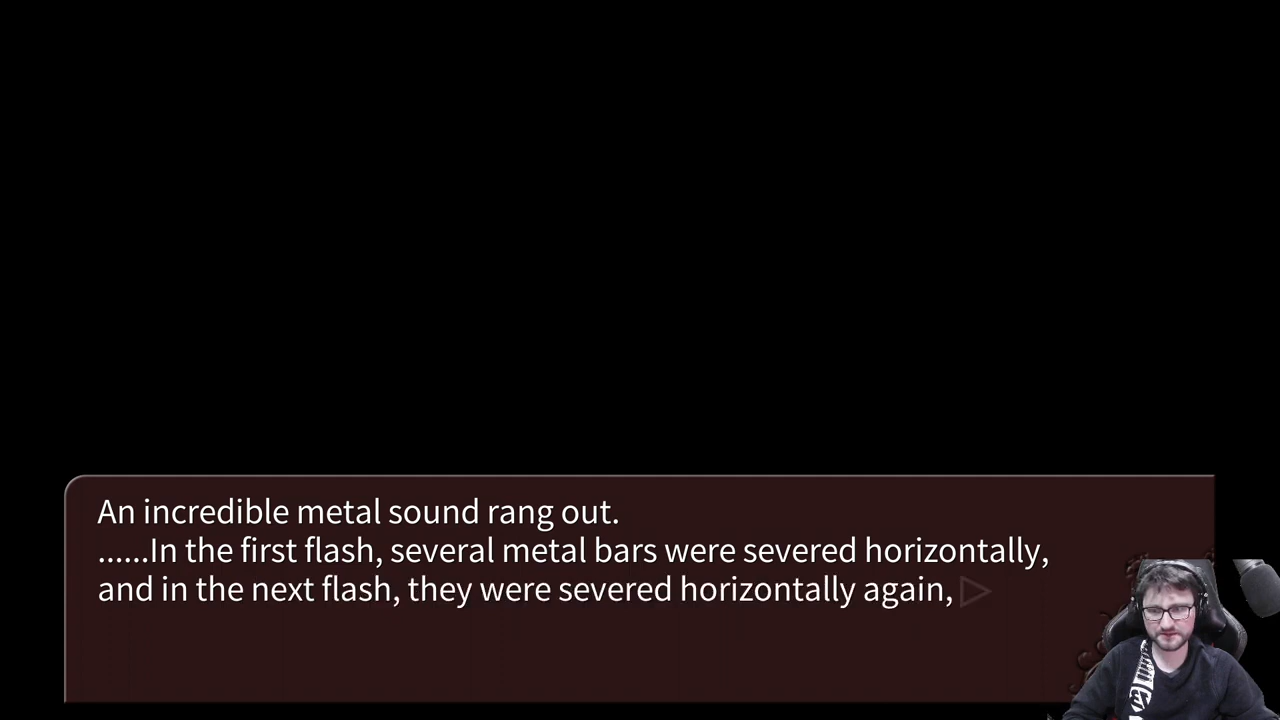 An incredible metal sound rang out.
......In the first flash, several metal bars were severed horizontally,
and in the next flash, they were severed horizontally again,